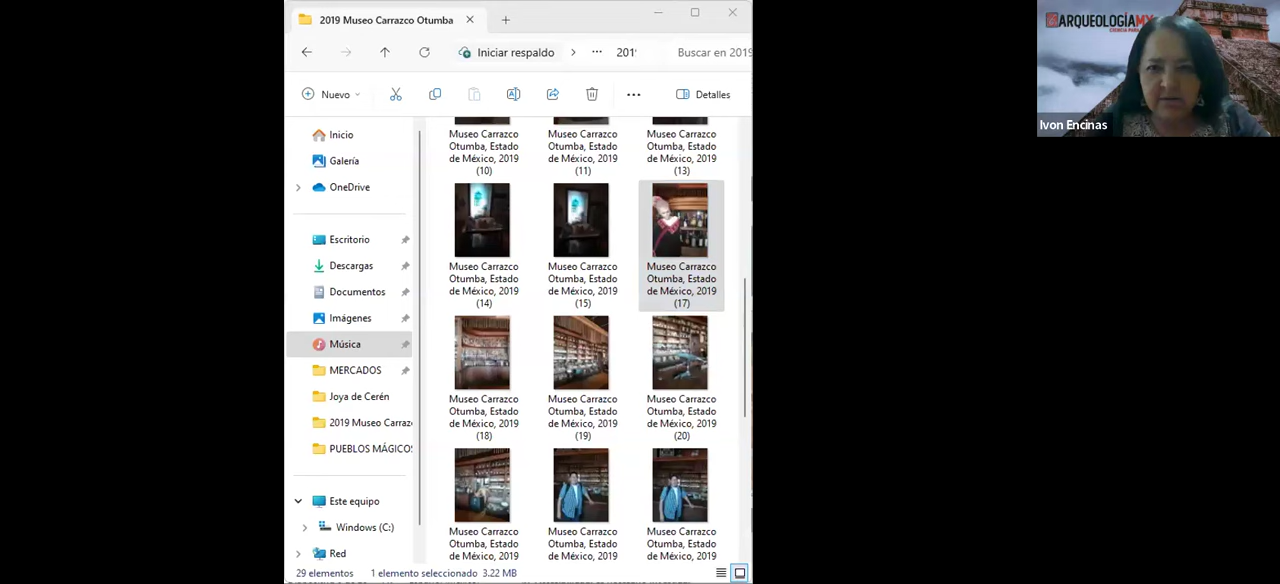 2019 Museo Carrazco Otumba
Iniciar respaldo
201
Buscar en 2019
Nuevo
Detalles
Inicio
Galería
OneDrive
Escritorio
Descargas
Documentos
Imágenes
Música
MERCADOS
Joya de Cerén
2019 Museo Carraz
PUEBLOS MÁGICOS
Este equipo
Windows (C:)
Red
Museo Carrazco
Otumba, Estado
de México, 2019
(10)
Museo Carrazco
Otumba, Estado
de México, 2019
(11)
Museo Carrazco
Otumba, Estado
de México, 2019
(13)
Museo Carrazco
Otumba, Estado
de México, 2019
(14)
Museo Carrazco
Otumba, Estado
de México, 2019
(15)
Museo Carrazco
Otumba, Estado
de México, 2019
(17)
Museo Carrazco
Otumba, Estado
de México, 2019
(18)
Museo Carrazco
Otumba, Estado
de México, 2019
(19)
Museo Carrazco
Otumba, Estado
de México, 2019
(20)
Museo Carrazco
Otumba, Estado
de México, 2019
Museo Carrazco
Otumba, Estado
de México, 2019
Museo Carrazco
Otumba, Estado
de México, 2019
29 elementos
1 elemento seleccionado 3.22 MB
ARQUEOLOGÍAMX
CIENCIA PARA
Ivon Encinas